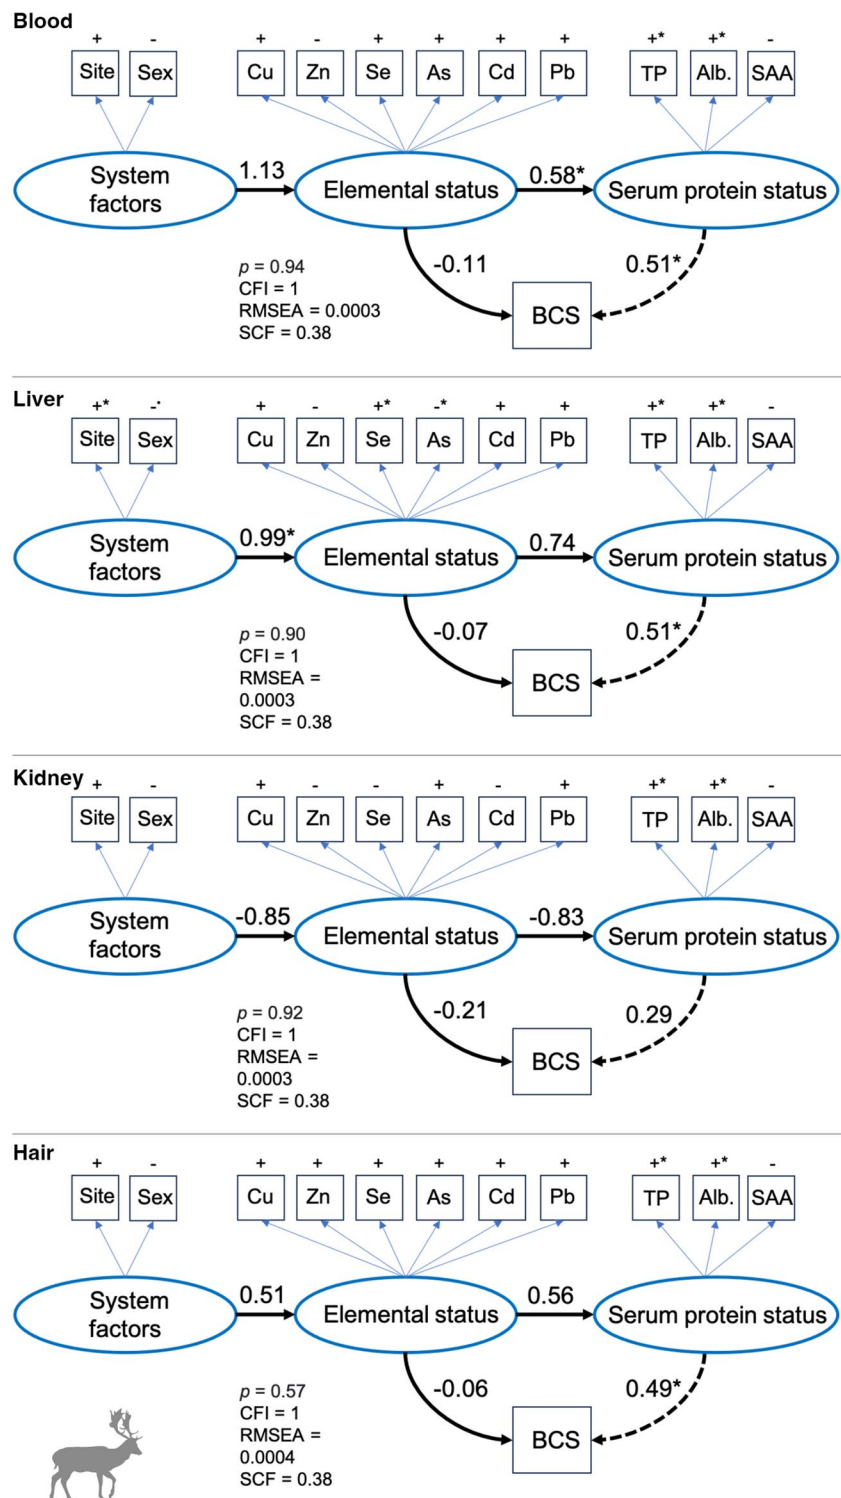 Blood
+ - + - + + + + +* +* -
Site Sex Cu Zn Se As Cd Pb TP Alb. SAA
System
factors
1.13
Elemental status
0.58*
Serum protein status
-0.11
0.51*
BCS
p = 0.94
CFI = 1
RMSEA = 0.0003
SCF = 0.38
Liver
+* -· + - +* -* + + +* +* -
Site Sex Cu Zn Se As Cd Pb TP Alb. SAA
System
factors
0.99*
Elemental status
0.74
Serum protein status
-0.07
0.51*
BCS
p = 0.90
CFI = 1
RMSEA =
0.0003
SCF = 0.38
Kidney
+ - + - - + - + +* +* -
Site Sex Cu Zn Se As Cd Pb TP Alb. SAA
System
factors
-0.85
Elemental status
-0.83
Serum protein status
-0.21
0.29
BCS
p = 0.92
CFI = 1
RMSEA =
0.0003
SCF = 0.38
Hair
+ - + + + + + + +* +* -
Site Sex Cu Zn Se As Cd Pb TP Alb. SAA
System
factors
0.51
Elemental status
0.56
Serum protein status
-0.06
0.49*
BCS
p = 0.57
CFI = 1
RMSEA =
0.0004
SCF = 0.38